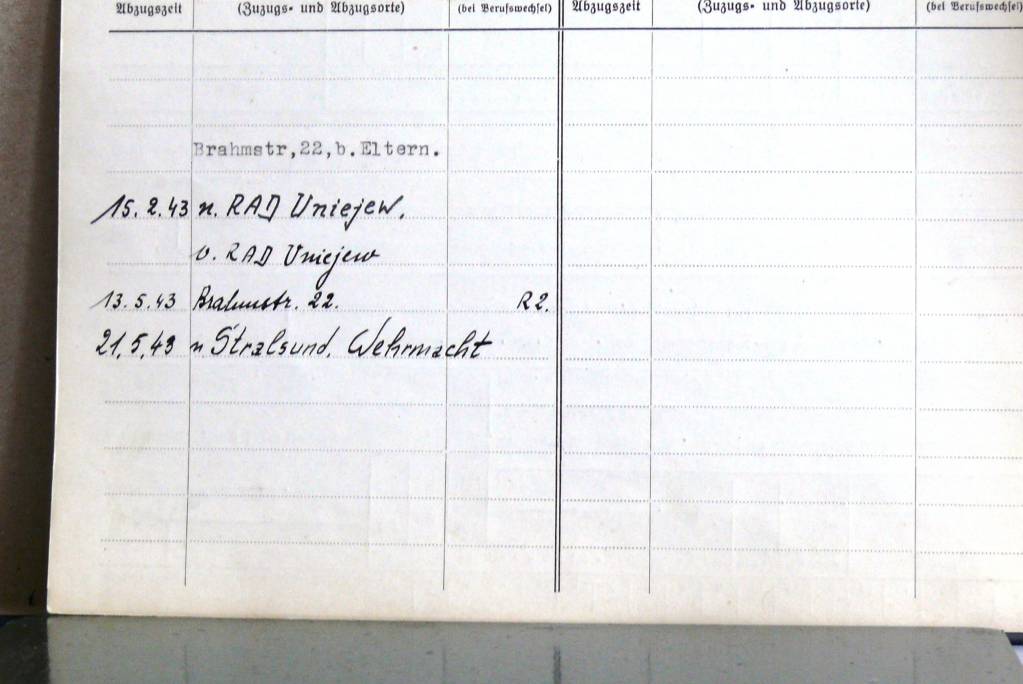 Abzugszeit (Zuzugs- und Abzugsorte) (bei Berufswechsel) Abzugszeit (Zuzugs- und Abzugsorte) (bei Berufswechsel)
Brahmstr,22,b.Eltern.
15.2.43 n. RAD Uniejew.
v. RAD Uniejew
13.5.43 Brahmstr. 22. R2.
21.5.43 n Stralsund, Wehrmacht